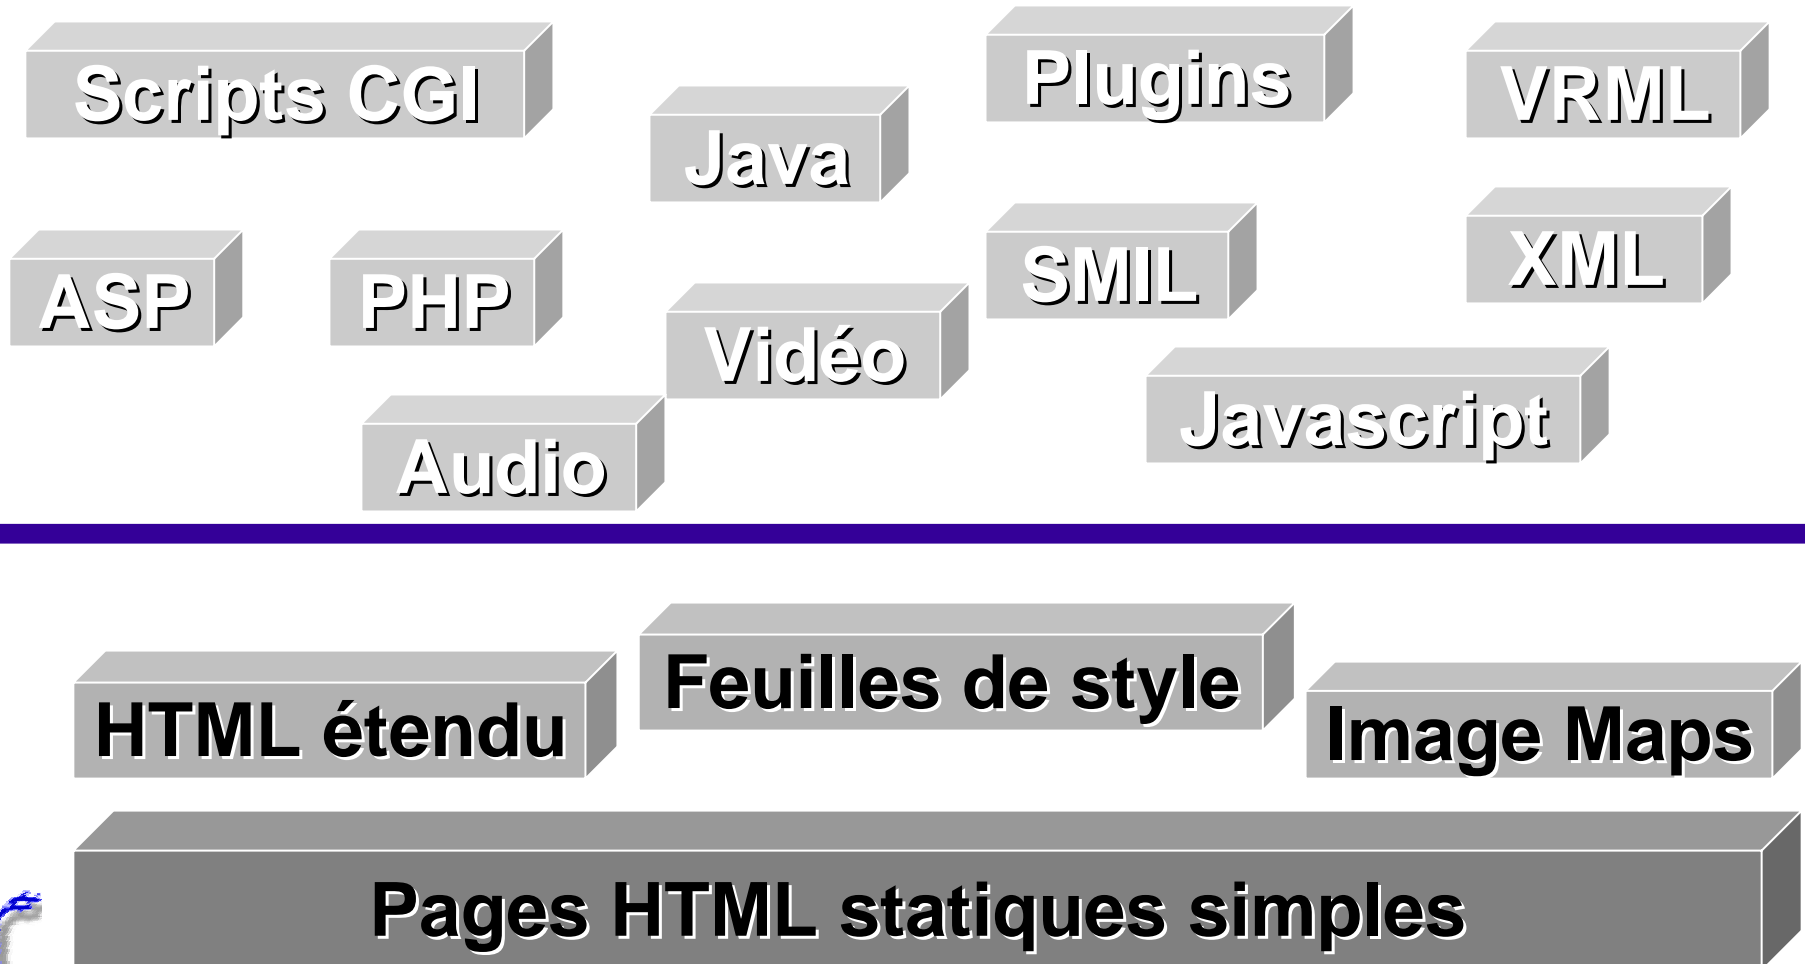 Scripts CGI
Plugins
VRML
Java
ASP
PHP
SMIL
XML
Vidéo
Javascript
Audio
Feuilles de style
HTML étendu
Image Maps
Pages HTML statiques simples